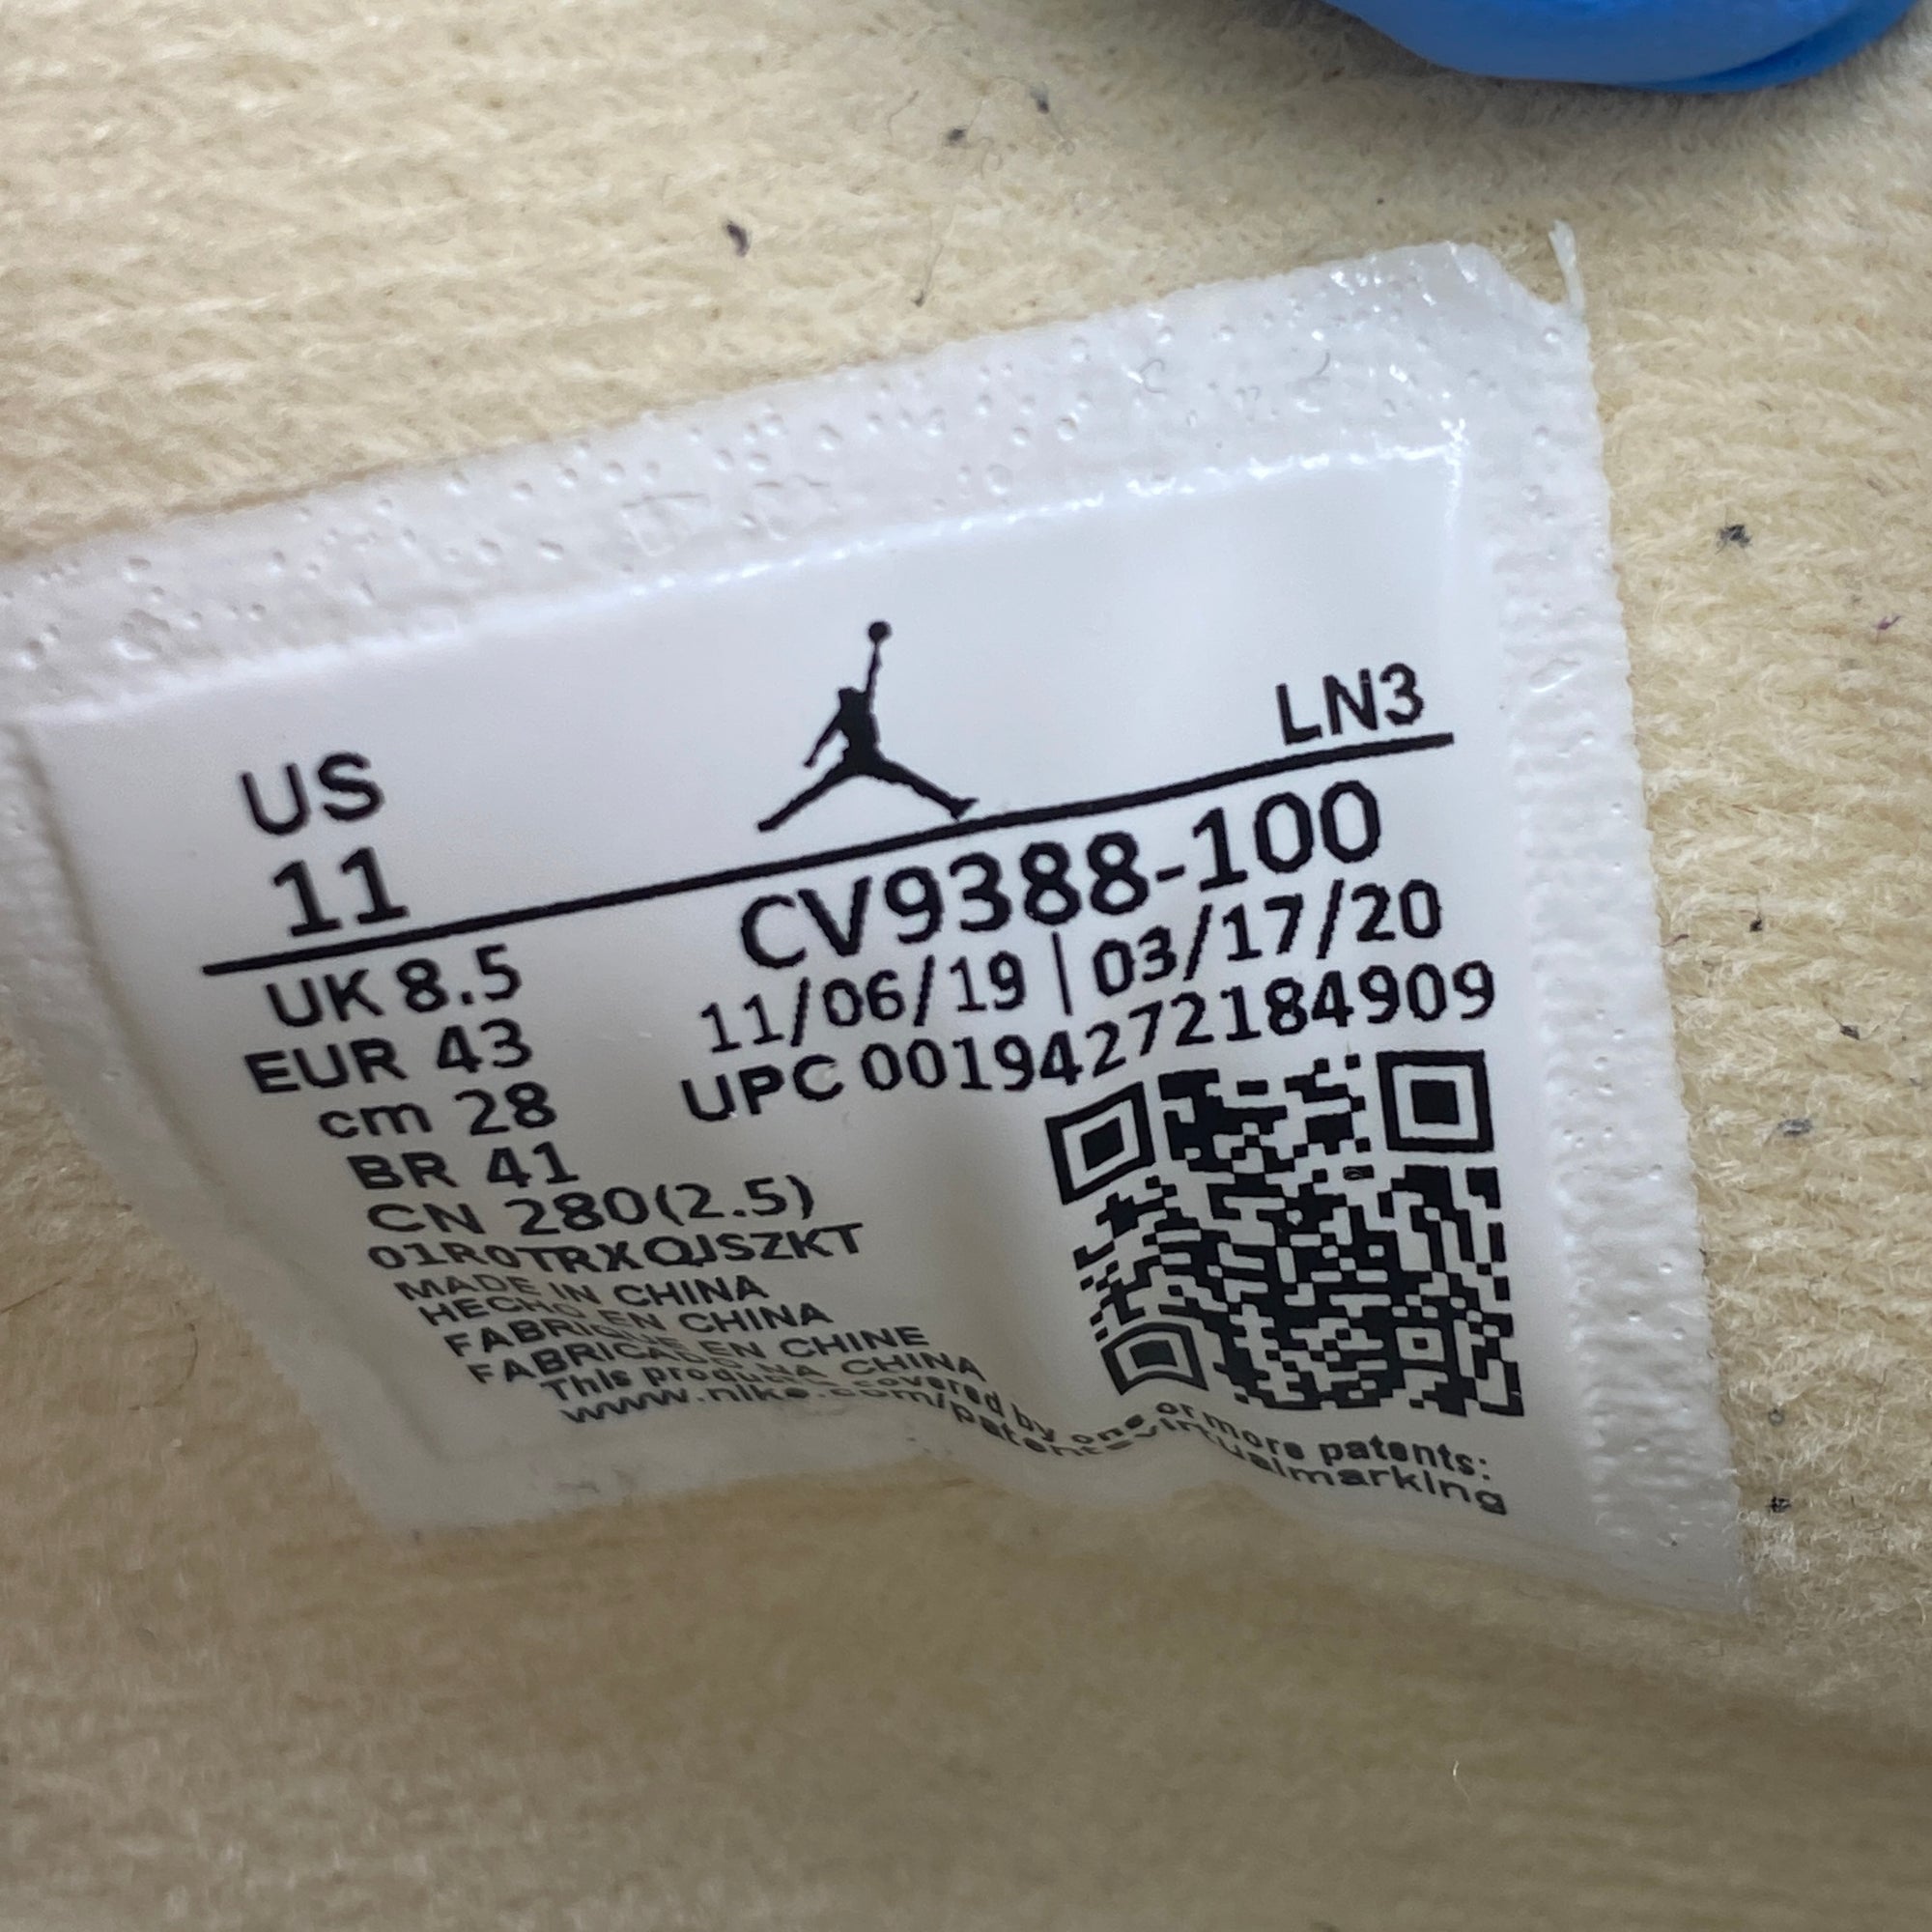 US
11
LN3
UK 8.5
EUR 43
cm 28
BR 41
CN 280(2.5)
CV9388-100
11/06/19 | 03/17/20
UPC 00194272184909
01R0TRXQJSZKT
MADE IN CHINA
HECHO EN CHINA
FABRIQUE EN CHINE
FABRICADO NA CHINA
This product is covered by one or more patents:
www.nike.com/patents-virtualmarking